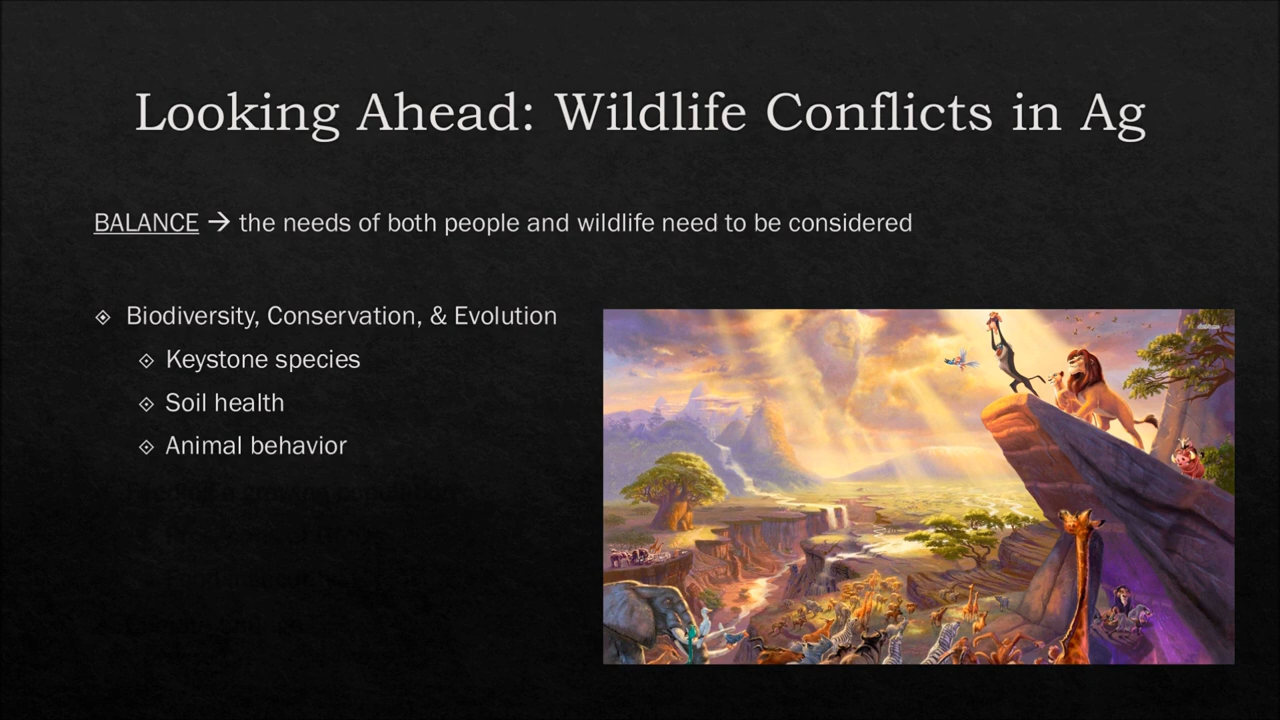 Looking Ahead: Wildlife Conflicts in Ag
BALANCE → the needs of both people and wildlife need to be considered
Biodiversity, Conservation, & Evolution
Keystone species
Soil health
Animal behavior